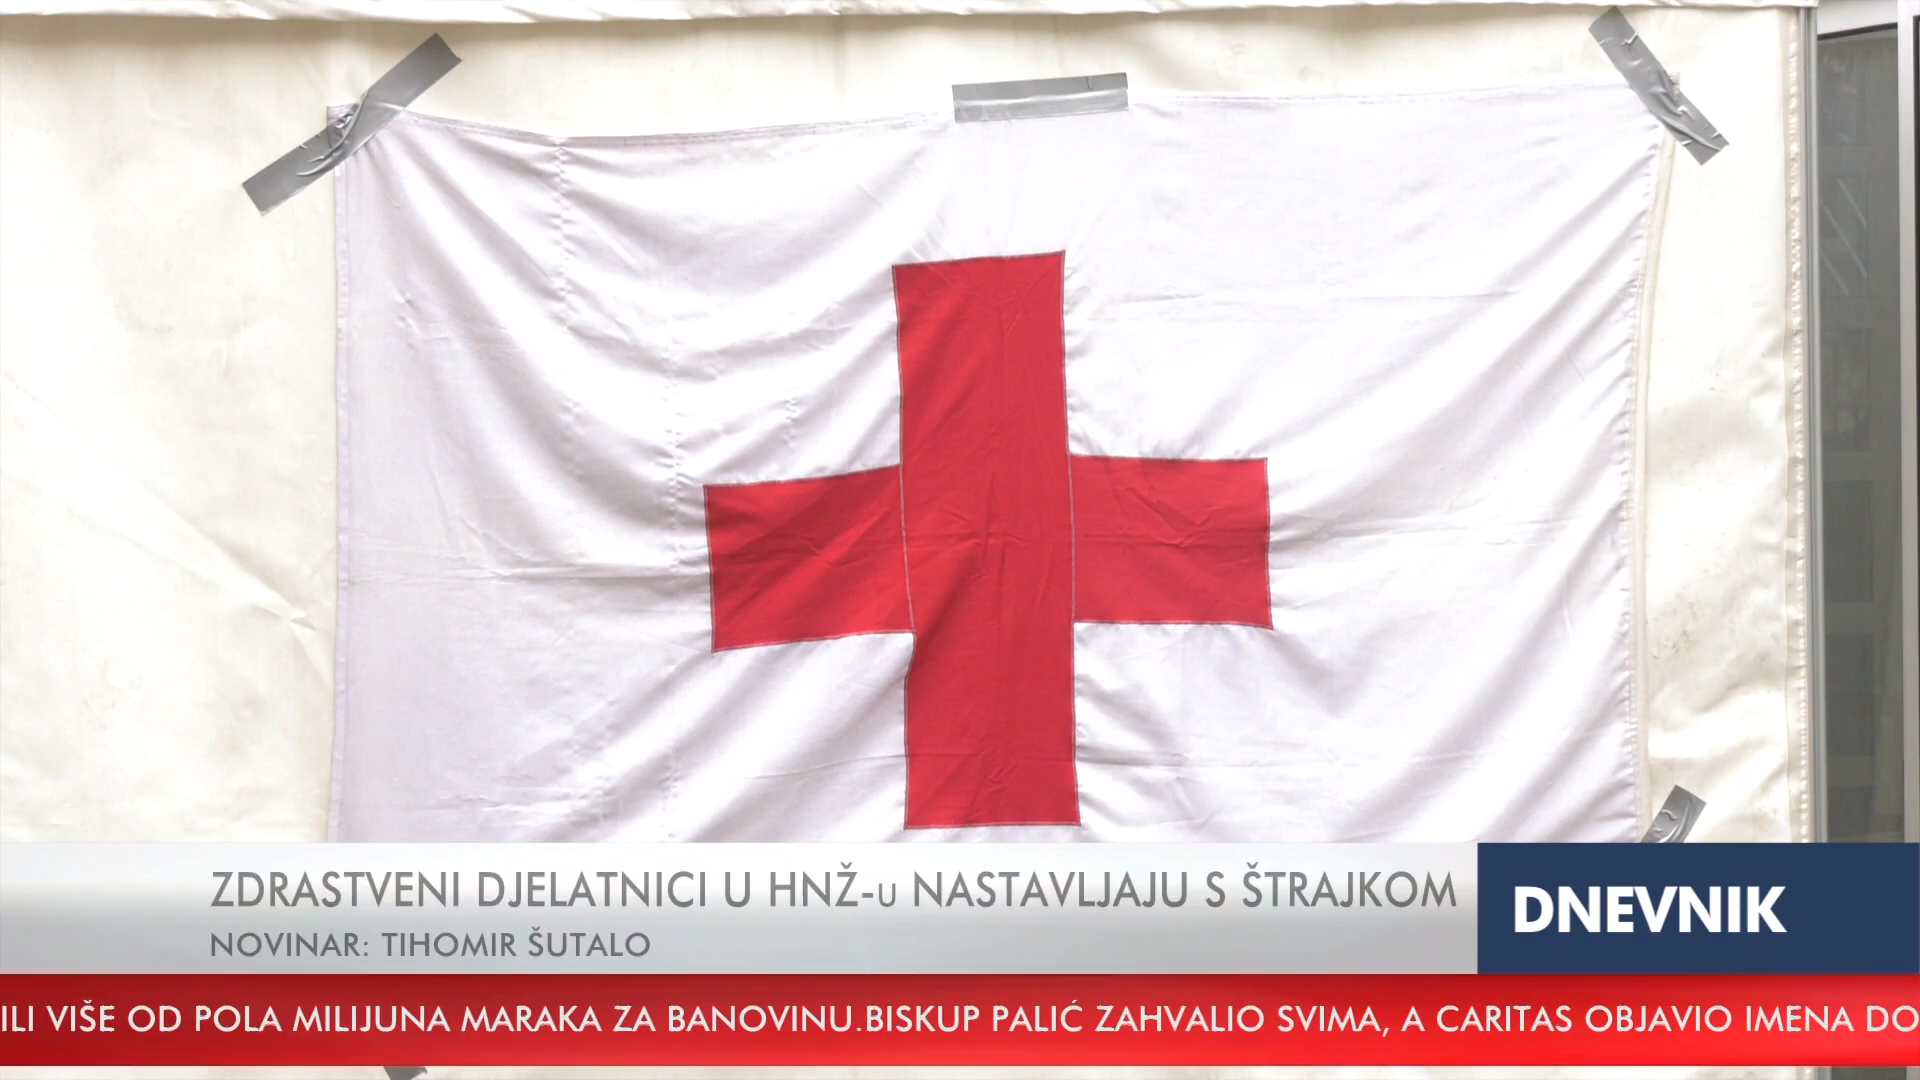 ZDRASTVENI DJELATNICI U HNŽ-u NASTAVLJAJU S ŠTRAJKOM
NOVINAR: TIHOMIR ŠUTALO
DNEVNIK
ILI VIŠE OD POLA MILIJUNA MARAKA ZA BANOVINU.BISKUP PALIĆ ZAHVALIO SVIMA, A CARITAS OBJAVIO IMENA DO